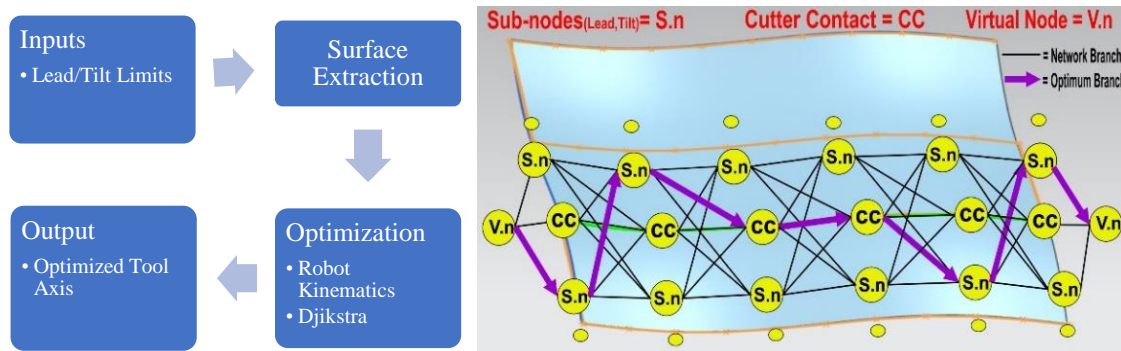 Inputs
• Lead/Tilt Limits
Surface
Extraction
Output
• Optimized Tool
Axis
Optimization
• Robot
Kinematics
• Djikstra
Sub-nodes(Lead,Tilt)= S.n Cutter Contact = CC Virtual Node = V.n
= Network Branch
= Optimum Branch
S.n S.n S.n S.n S.n S.n
V.n CC CC CC CC CC CC V.n
S.n S.n S.n S.n S.n S.n